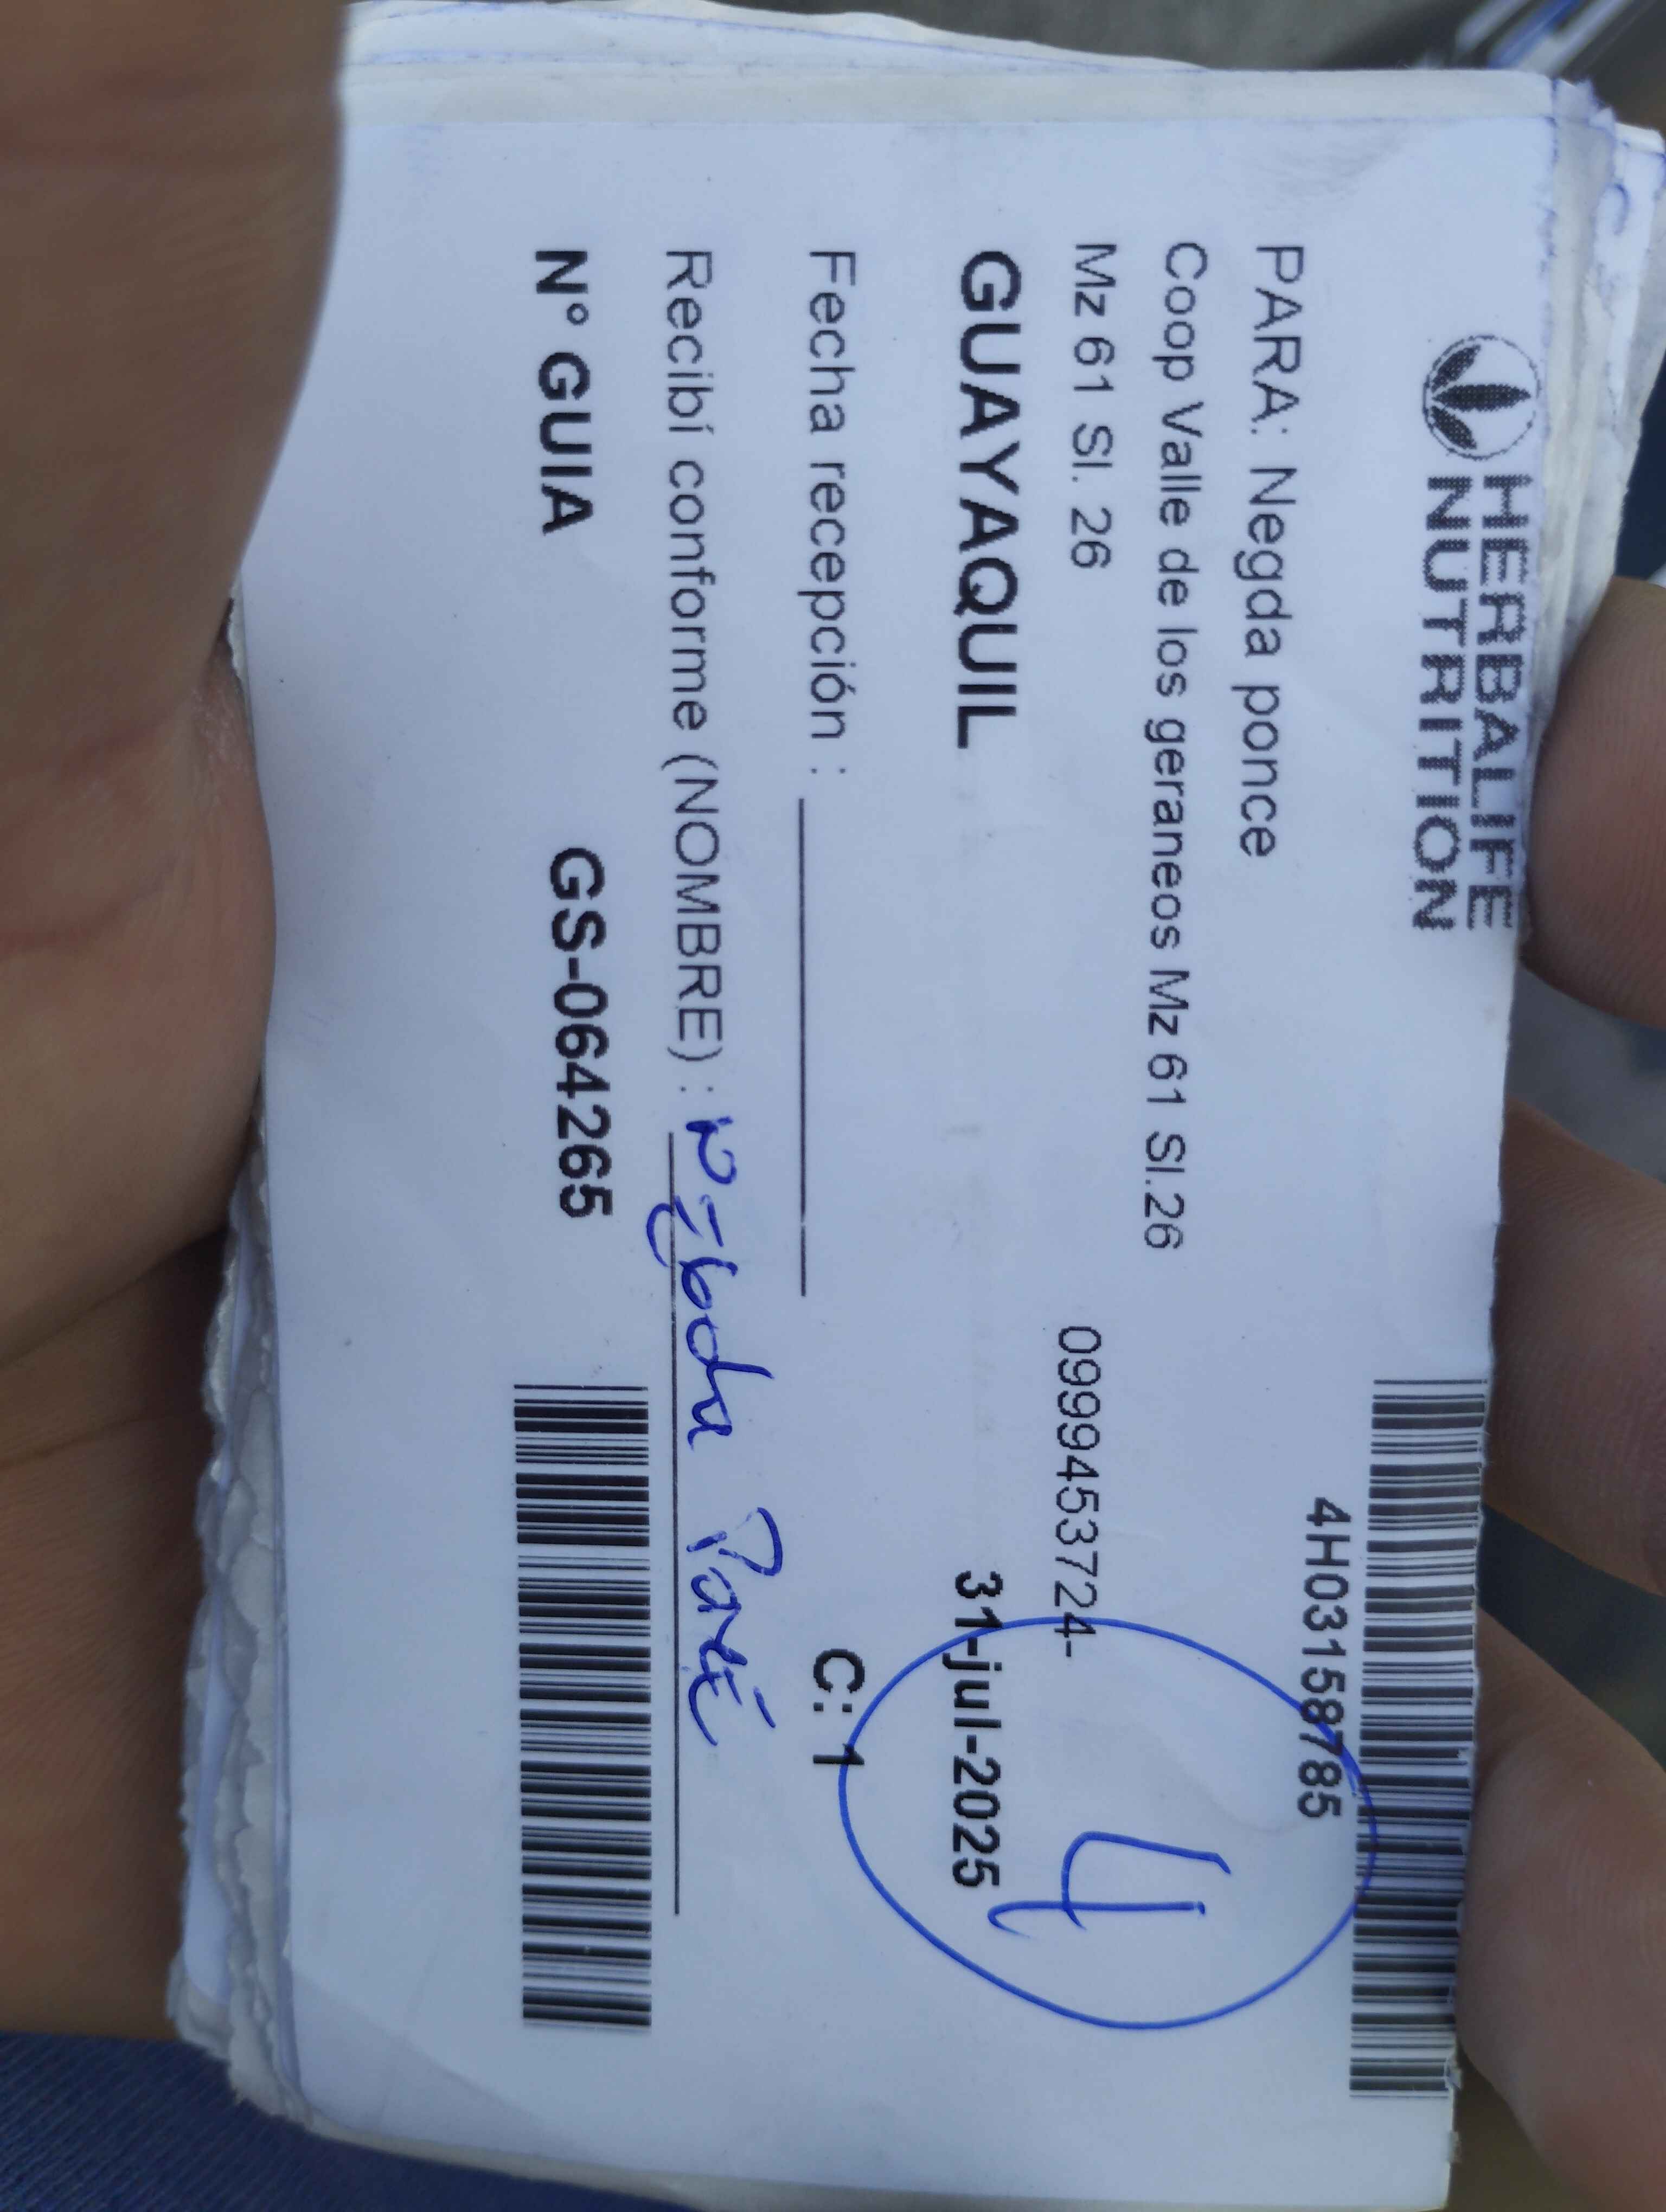 HERBALIFE
NUTRITION
4H03158785
PARA: Negda ponce
Coop Valle de los geraneos Mz 61 Sl.26
Mz 61 Sl. 26
0999453724-
4
GUAYAQUIL
31-jul-2025
Fecha recepción :
C: 1
Recibí conforme (NOMBRE) :
N° GUIA
GS-064265